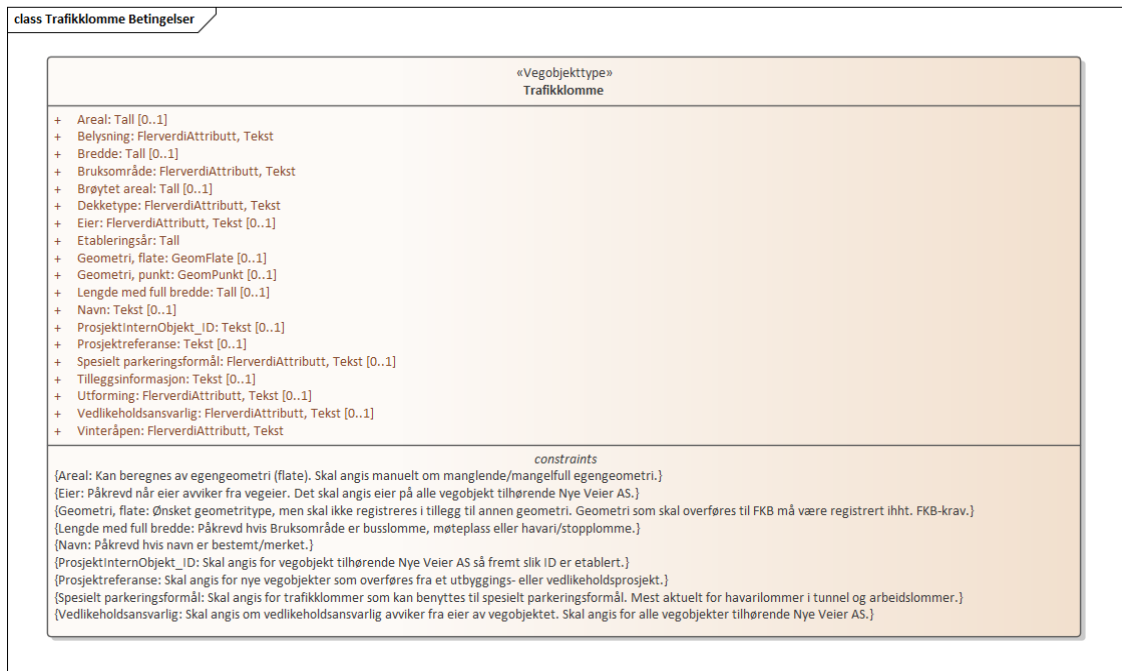 class Trafikklomme Betingelser
«Vegobjekttype»
Trafikklomme
+ Areal: Tall [0..1]
+ Belysning: FlerverdiAttributt, Tekst
+ Bredde: Tall [0..1]
+ Bruksområde: FlerverdiAttributt, Tekst
+ Brøytet areal: Tall [0..1]
+ Dekketype: FlerverdiAttributt, Tekst
+ Eier: FlerverdiAttributt, Tekst [0..1]
+ Etableringsår: Tall
+ Geometri, flate: GeomFlate [0..1]
+ Geometri, punkt: GeomPunkt [0..1]
+ Lengde med full bredde: Tall [0..1]
+ Navn: Tekst [0..1]
+ ProsjektInternObjekt_ID: Tekst [0..1]
+ Prosjektreferanse: Tekst [0..1]
+ Spesielt parkeringsformål: FlerverdiAttributt, Tekst [0..1]
+ Tilleggsinformasjon: Tekst [0..1]
+ Utforming: FlerverdiAttributt, Tekst [0..1]
+ Vedlikeholdsansvarlig: FlerverdiAttributt, Tekst [0..1]
+ Vinteråpen: FlerverdiAttributt, Tekst
constraints
{Areal: Kan beregnes av egengeometri (flate). Skal angis manuelt om manglende/mangelfull egengeometri.}
{Eier: Påkrevd når eier avviker fra vegeier. Det skal angis eier på alle vegobjekt tilhørende Nye Veier AS.}
{Geometri, flate: Ønsket geometritype, men skal ikke registreres i tillegg til annen geometri. Geometri som skal overføres til FKB må være registrert ihht. FKB-krav.}
{Lengde med full bredde: Påkrevd hvis Bruksområde er busslomme, møteplass eller havari/stopplomme.}
{Navn: Påkrevd hvis navn er bestemt/merket.}
{ProsjektInternObjekt_ID: Skal angis for vegobjekt tilhørende Nye Veier AS så fremt slik ID er etablert.}
{Prosjektreferanse: Skal angis for nye vegobjekter som overføres fra et utbyggings- eller vedlikeholdsprosjekt.}
{Spesielt parkeringsformål: Skal angis for trafikklommer som kan benyttes til spesielt parkeringsformål. Mest aktuelt for havarilommer i tunnel og arbeidslommer.}
{Vedlikeholdsansvarlig: Skal angis om vedlikeholdsansvarlig avviker fra eier av vegobjektet. Skal angis for alle vegobjekter tilhørende Nye Veier AS.}